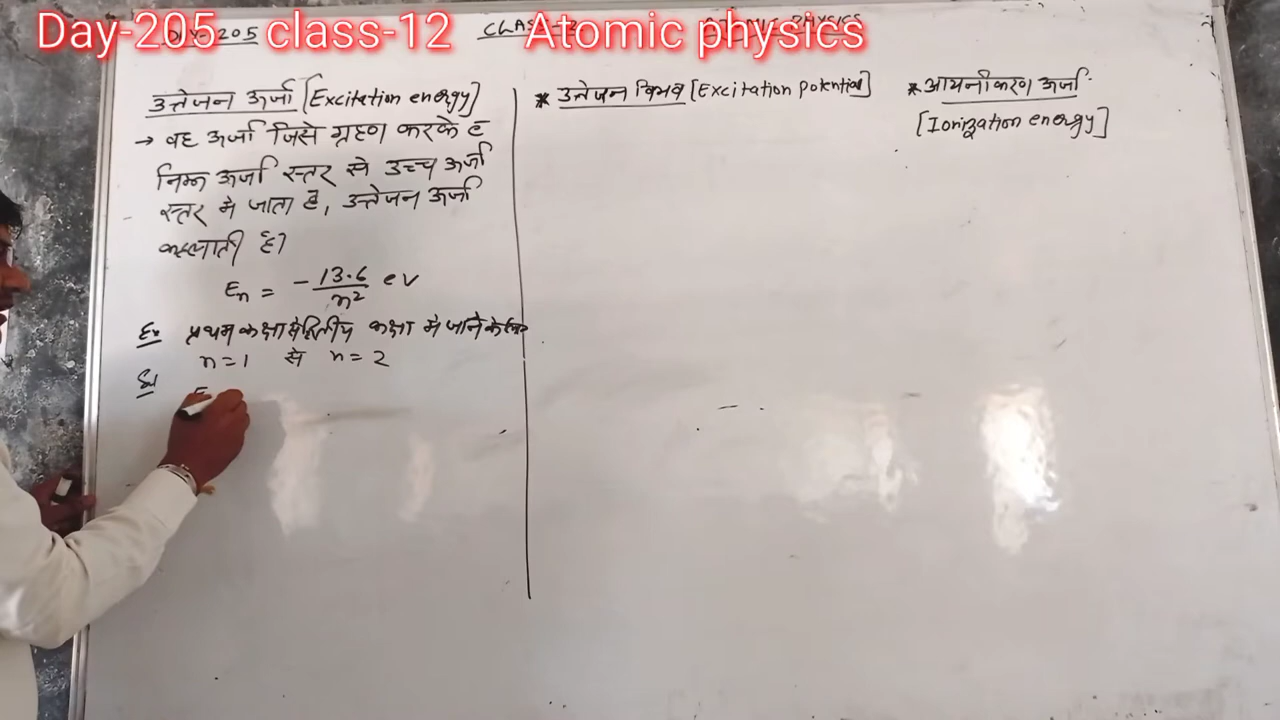 Day-205 class-12 Atomic physics
उत्तेजन ऊर्जा [Excitation energy]
→ वह ऊर्जा जिसे ग्रहण करके e
निम्न ऊर्जा स्तर से उच्च ऊर्जा
स्तर मे जाता है, उत्तेजन ऊर्जा
कहलाती है।
En = - 13.6 / n² eV
Ex प्रथम कक्षा से द्वितीय कक्षा मे जाने के लिए
n=1 से n=2
* उत्तेजन विभव [Excitation Potential]
* आयनीकरण ऊर्जा
[Ionization energy]